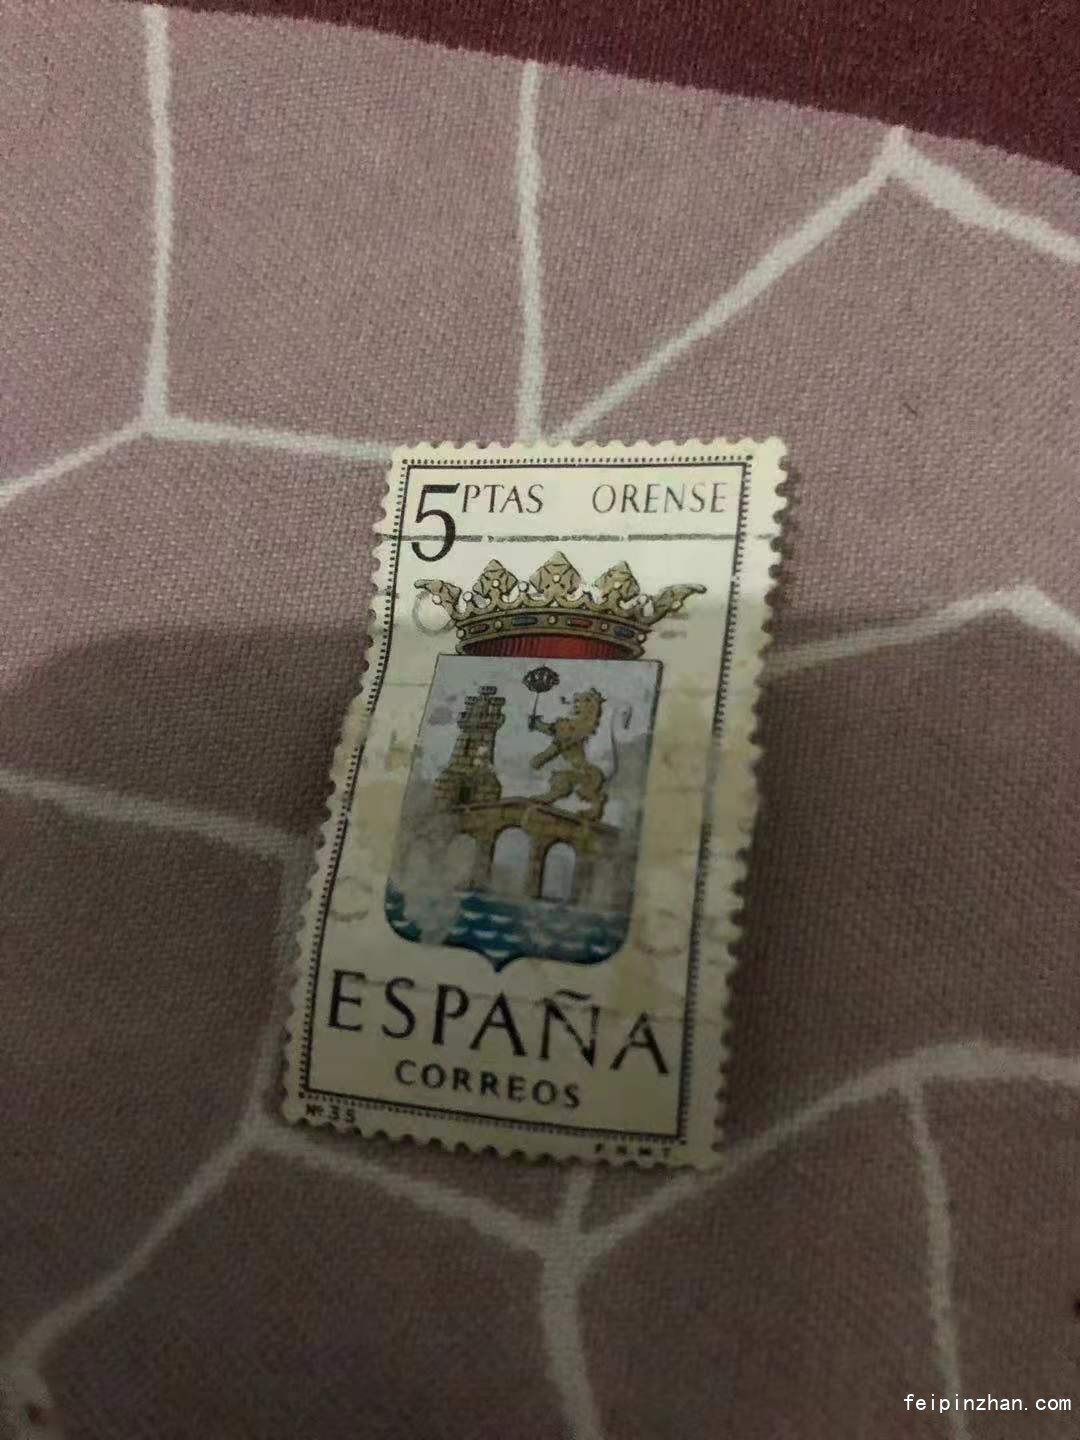 5 PTAS ORENSE
ESPAÑA
CORREOS
Nº 35
F.N.M.T.
feipinzhan.com